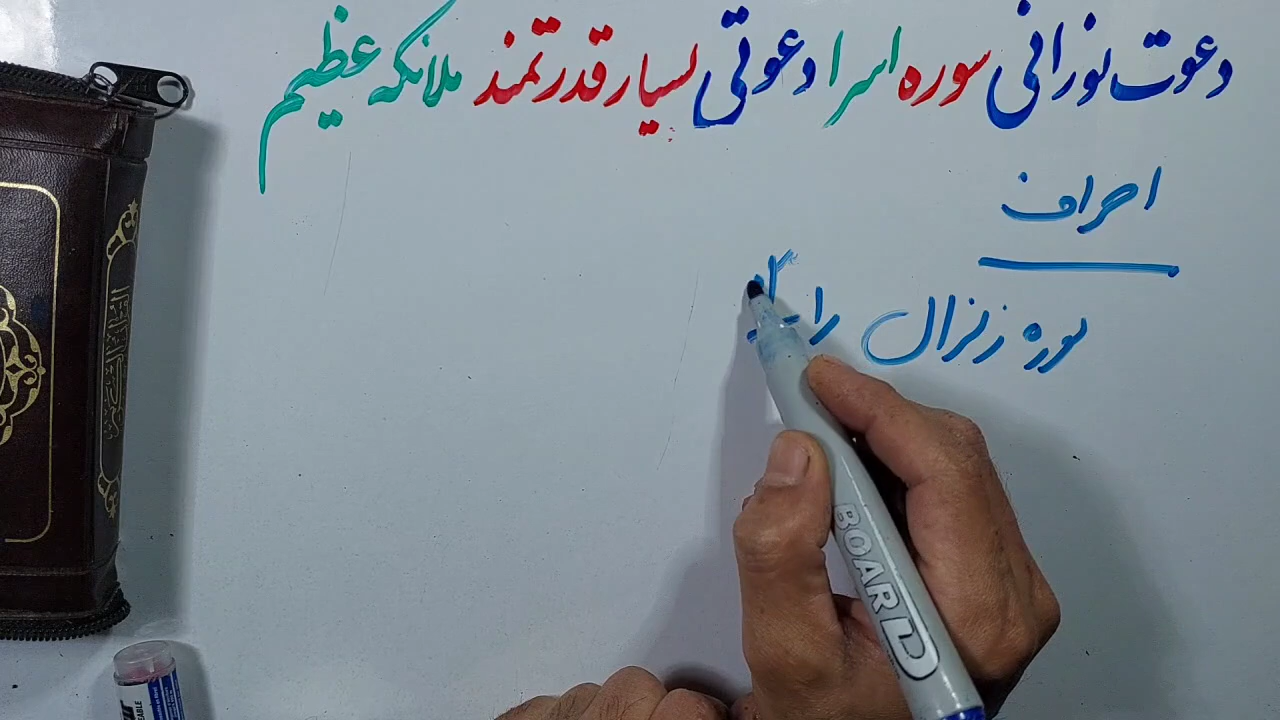 دعوت نورانی سوره اسرا دعوتی بسیار قدرتمند ملائکه عظیم
احراف
سوره زلزال را
BOARD